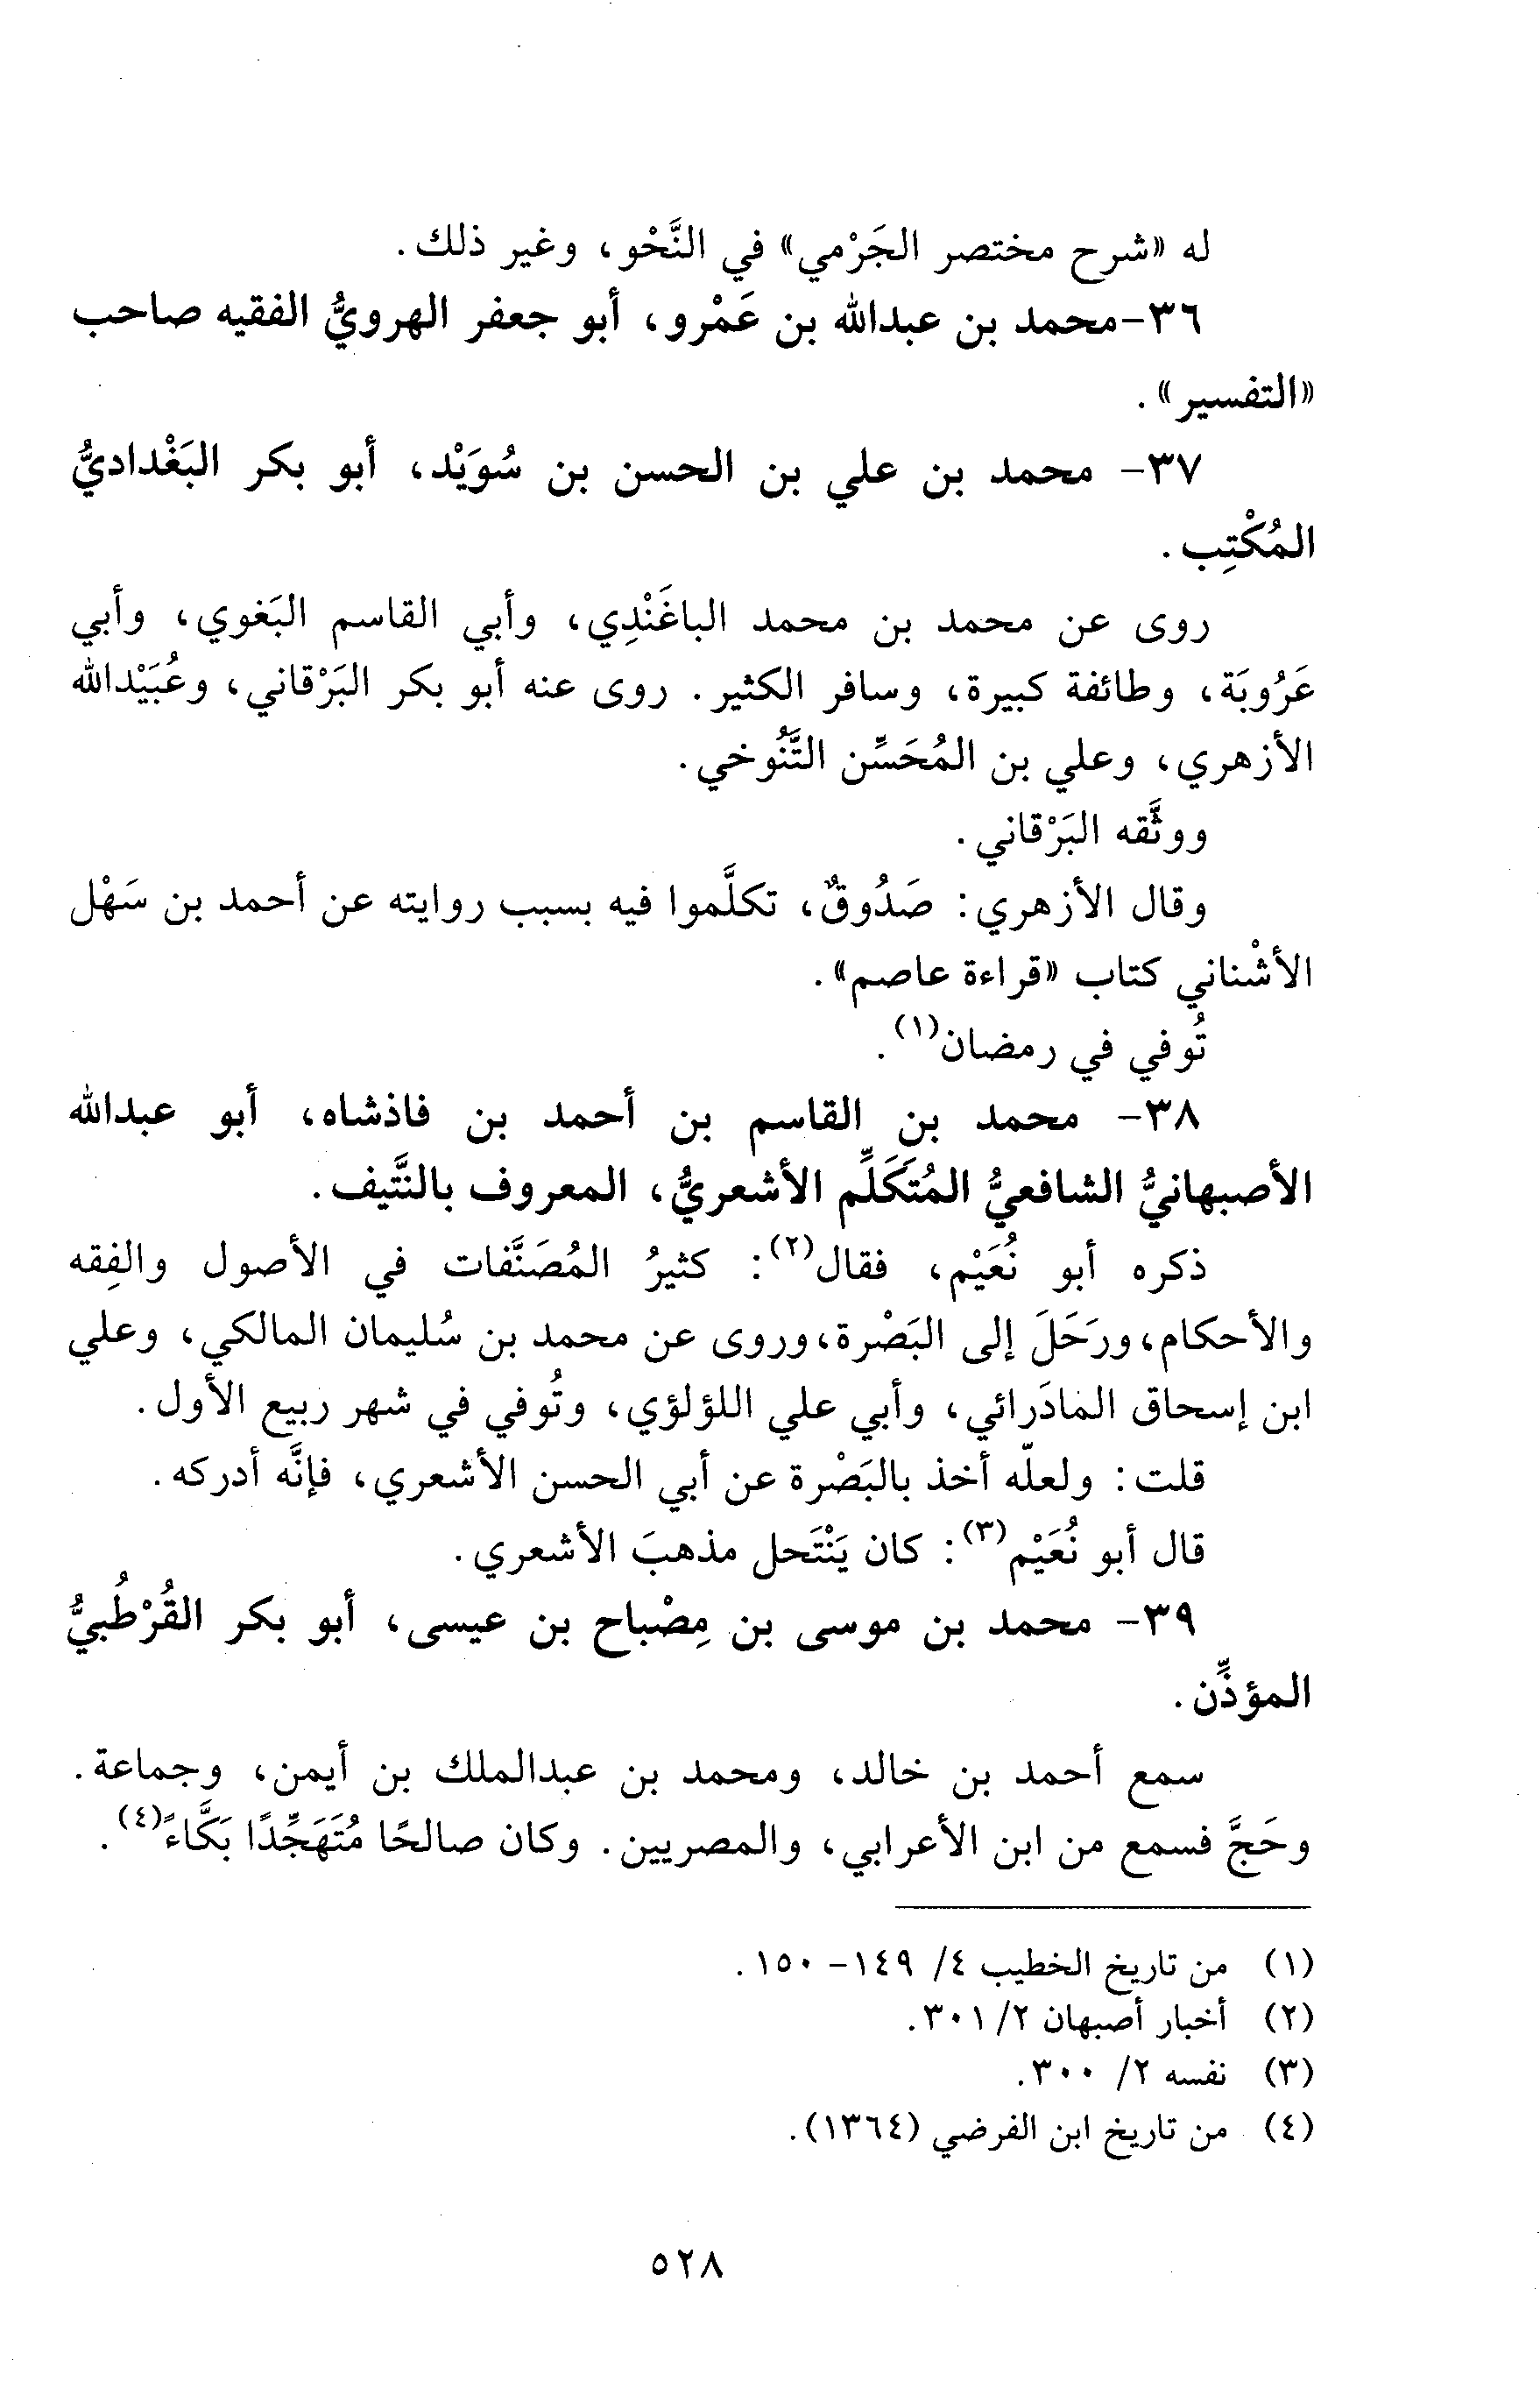 له «شرح مختصر الجَرْمي» في النَّحْو، وغير ذلك.
٣٦-محمد بن عبدالله بن عَمْرو، أبو جعفر الهرويُّ الفقيه صاحب
«التفسير».
٣٧- محمد بن علي بن الحسن بن سُوَيْد، أبو بكر البَغْداديُّ
المُكْتِب.
روى عن محمد بن محمد الباغَنْدِي، وأبي القاسم البَغوي، وأبي
عَرُوبَة، وطائفة كبيرة، وسافر الكثير. روى عنه أبو بكر البَرْقاني، وعُبَيْدالله
الأزهري، وعلي بن المُحَسِّن التَّنُوخي.
ووثَّقه البَرْقاني.
وقال الأزهري: صَدُوقٌ، تكلَّموا فيه بسبب روايته عن أحمد بن سَهْل
الأشْناني كتاب «قراءة عاصم».
تُوفي في رمضان(١).
٣٨- محمد بن القاسم بن أحمد بن فاذشاه، أبو عبدالله
الأصبهانيُّ الشافعيُّ المُتَكَلِّم الأشعريُّ، المعروف بالنَّتِيف.
ذكره أبو نُعَيْم، فقال(٢): كثيرُ المُصَنَّفات في الأصول والفِقه
والأحكام، ورَحَلَ إلى البَصْرة، وروى عن محمد بن سُليمان المالكي، وعلي
ابن إسحاق المادَرائي، وأبي علي اللؤلؤي، وتُوفي في شهر ربيع الأول.
قلت: ولعلّه أخذ بالبَصْرة عن أبي الحسن الأشعري، فإنَّه أدركه.
قال أبو نُعَيْم(٣): كان يَنْتَحل مذهبَ الأشعري.
٣٩- محمد بن موسى بن مِصْباح بن عيسى، أبو بكر القُرْطُبيُّ
المؤذِّن.
سمع أحمد بن خالد، ومحمد بن عبدالملك بن أيمن، وجماعة.
وحَجَّ فسمع من ابن الأعرابي، والمصريين. وكان صالحًا مُتَهَجِّدًا بَكَّاءً(٤).
(١) من تاريخ الخطيب ٤/ ١٤٩ - ١٥٠.
(٢) أخبار أصبهان ٢/ ٣٠١.
(٣) نفسه ٢/ ٣٠٠.
(٤) من تاريخ ابن الفرضي (١٣٦٤).
٥٢٨